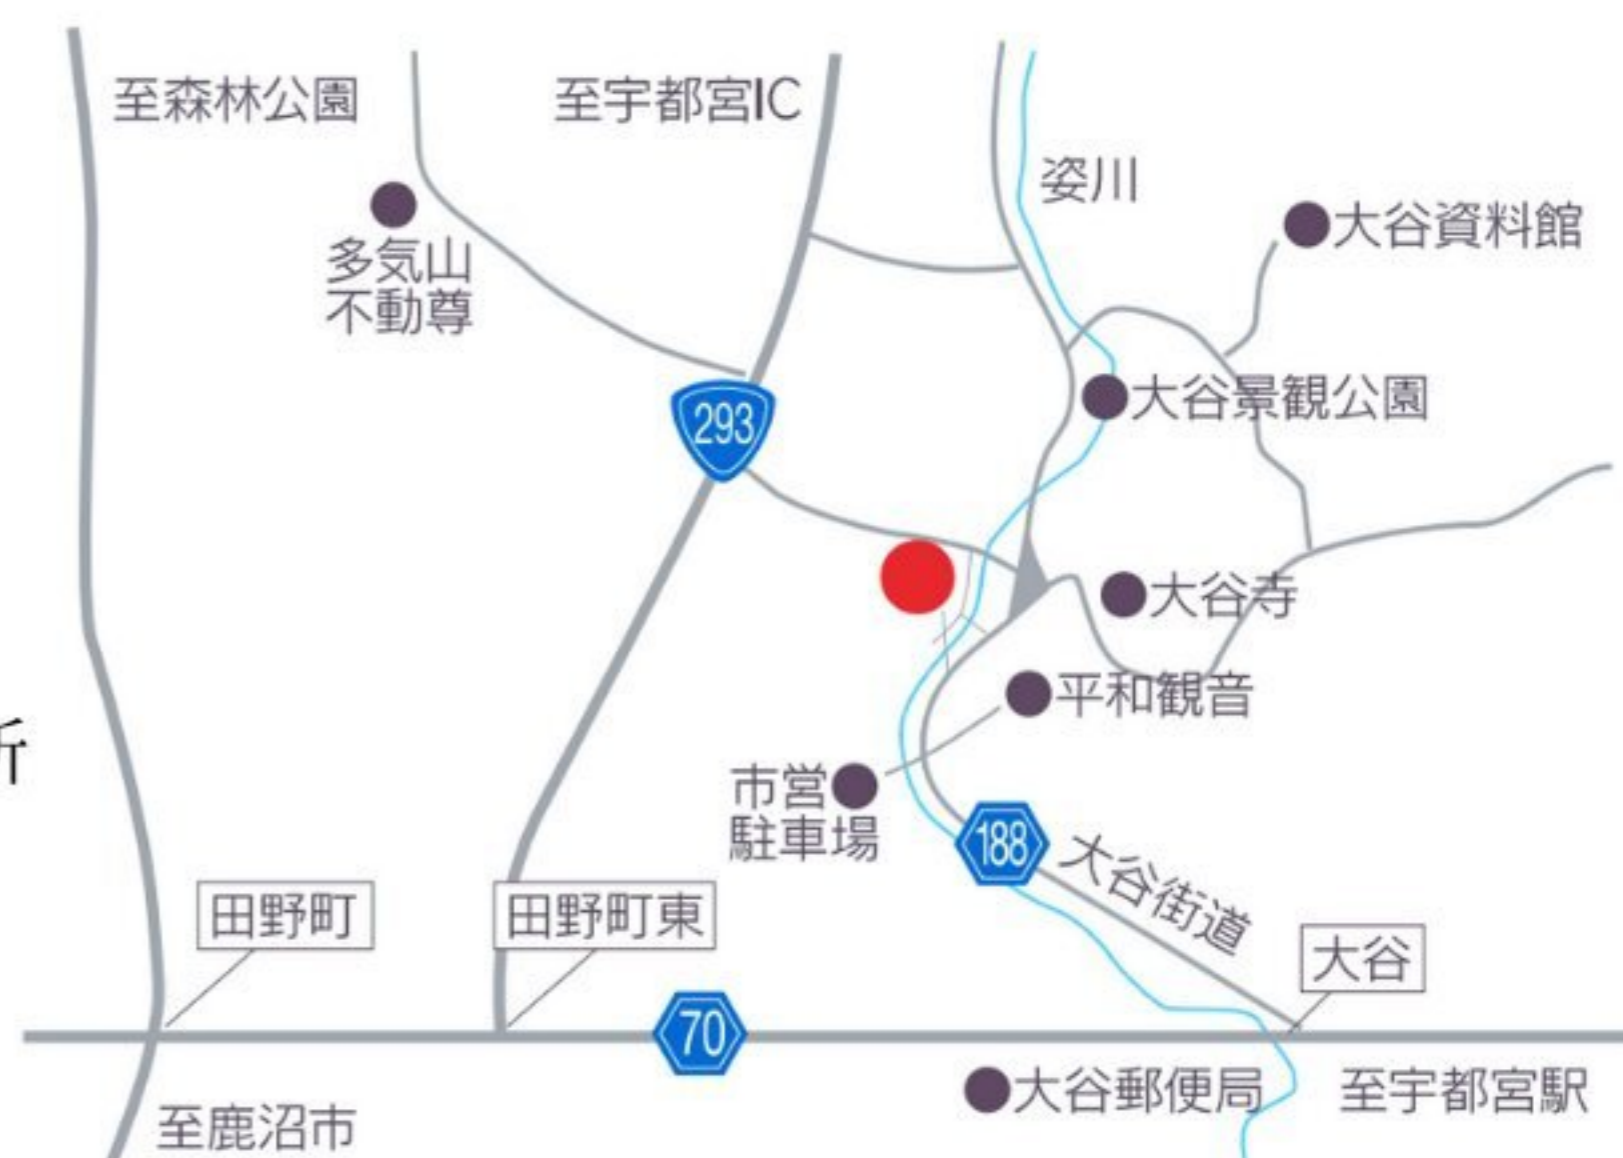 至森林公園
至宇都宮IC
姿川
大谷資料館
多気山
不動尊
大谷景観公園
293
大谷寺
平和観音
所
市営
駐車場
188
大谷街道
田野町
田野町東
大谷
70
大谷郵便局
至宇都宮駅
至鹿沼市